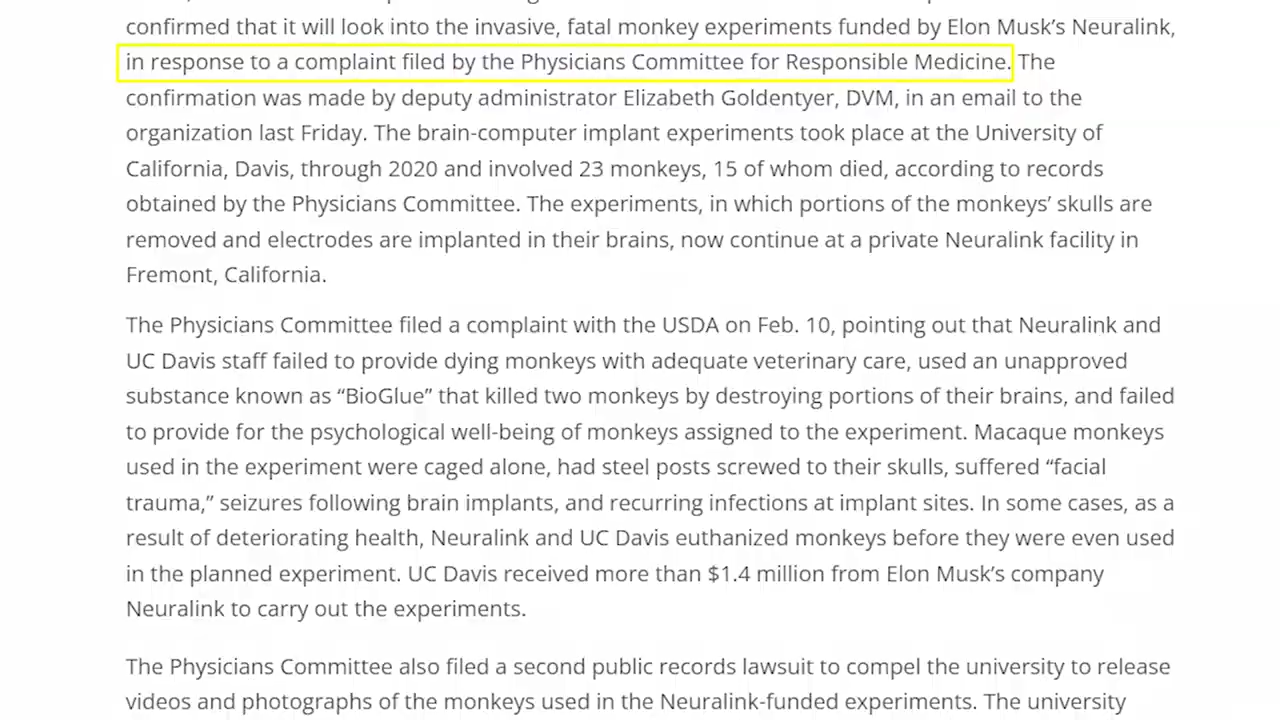 confirmed that it will look into the invasive, fatal monkey experiments funded by Elon Musk’s Neuralink,
in response to a complaint filed by the Physicians Committee for Responsible Medicine. The
confirmation was made by deputy administrator Elizabeth Goldentyer, DVM, in an email to the
organization last Friday. The brain-computer implant experiments took place at the University of
California, Davis, through 2020 and involved 23 monkeys, 15 of whom died, according to records
obtained by the Physicians Committee. The experiments, in which portions of the monkeys’ skulls are
removed and electrodes are implanted in their brains, now continue at a private Neuralink facility in
Fremont, California.
The Physicians Committee filed a complaint with the USDA on Feb. 10, pointing out that Neuralink and
UC Davis staff failed to provide dying monkeys with adequate veterinary care, used an unapproved
substance known as “BioGlue” that killed two monkeys by destroying portions of their brains, and failed
to provide for the psychological well-being of monkeys assigned to the experiment. Macaque monkeys
used in the experiment were caged alone, had steel posts screwed to their skulls, suffered “facial
trauma,” seizures following brain implants, and recurring infections at implant sites. In some cases, as a
result of deteriorating health, Neuralink and UC Davis euthanized monkeys before they were even used
in the planned experiment. UC Davis received more than $1.4 million from Elon Musk’s company
Neuralink to carry out the experiments.
The Physicians Committee also filed a second public records lawsuit to compel the university to release
videos and photographs of the monkeys used in the Neuralink-funded experiments. The university